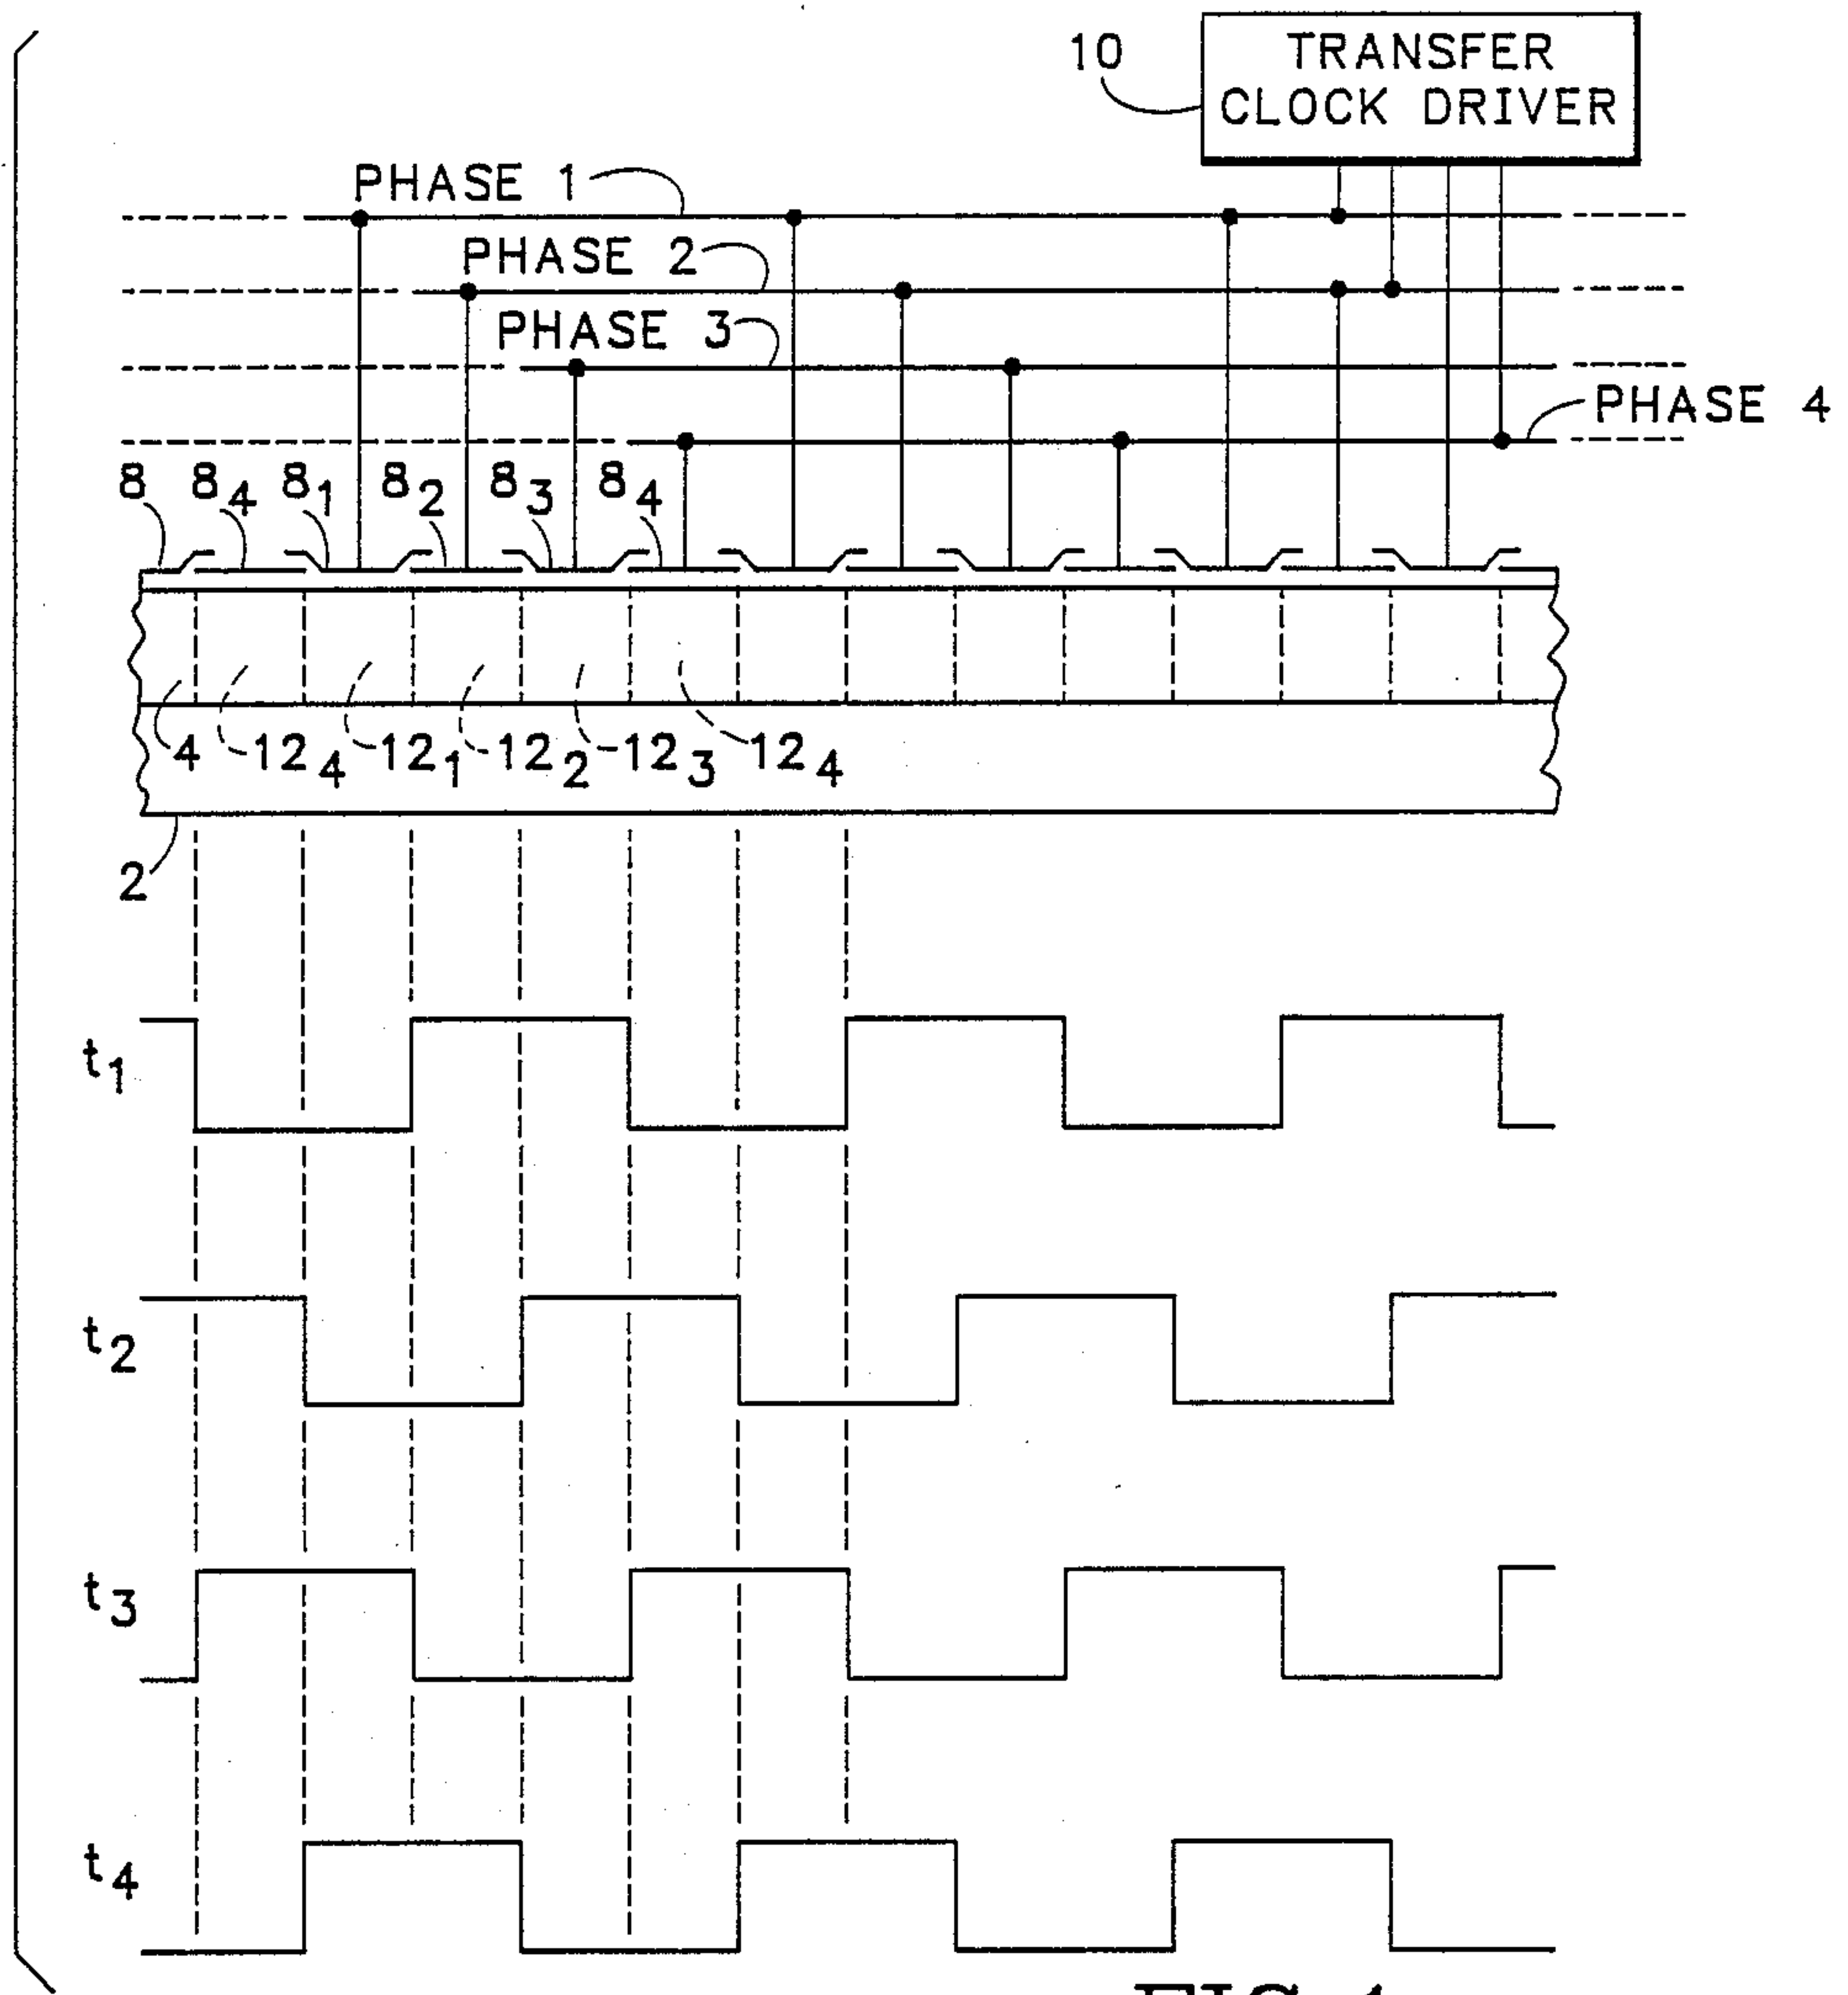 10
TRANSFER
CLOCK DRIVER
PHASE 1
PHASE 2
PHASE 3
PHASE 4
8 8₄ 8₁ 8₂ 8₃ 8₄
4 12₄ 12₁ 12₂ 12₃ 12₄
2
t₁
t₂
t₃
t₄